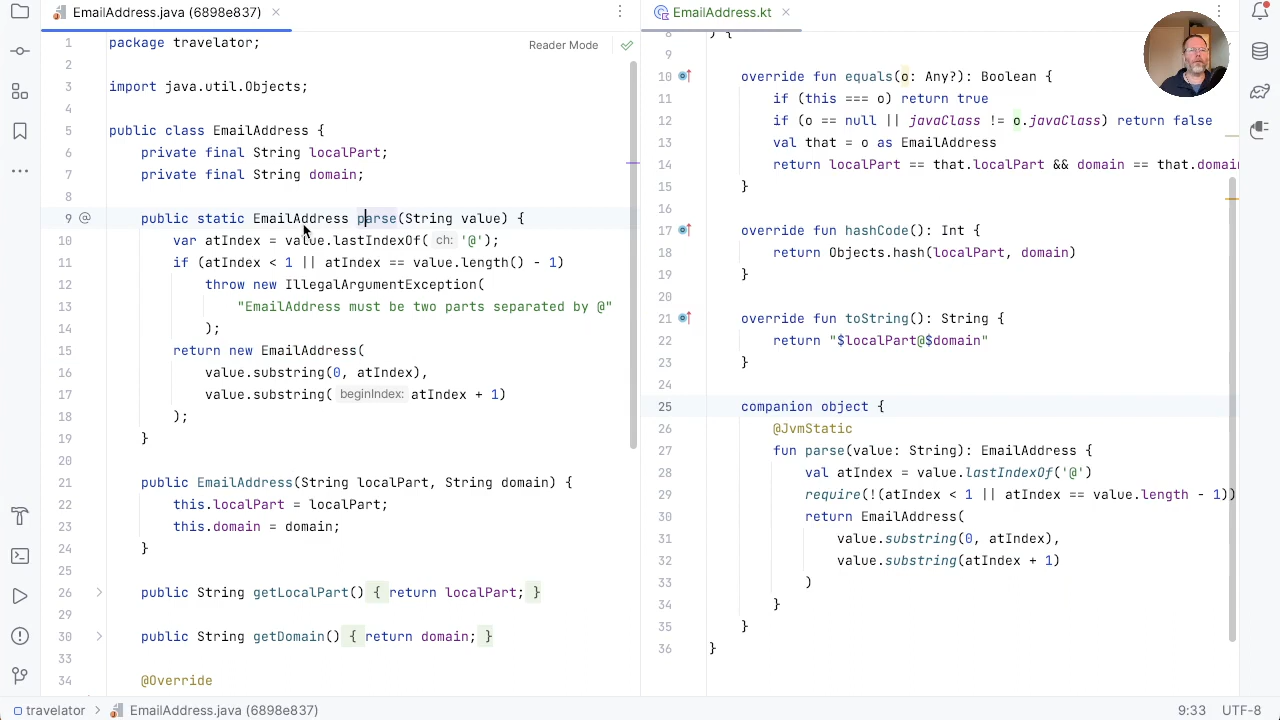 EmailAddress.java (6898e837)
EmailAddress.kt
Reader Mode
1 package travelator;
2
3 import java.util.Objects;
4
5 public class EmailAddress {
6 private final String localPart;
7 private final String domain;
8
9 public static EmailAddress parse(String value) {
10 var atIndex = value.lastIndexOf( ch: '@');
11 if (atIndex < 1 || atIndex == value.length() - 1)
12 throw new IllegalArgumentException(
13 "EmailAddress must be two parts separated by @"
14 );
15 return new EmailAddress(
16 value.substring(0, atIndex),
17 value.substring( beginIndex: atIndex + 1)
18 );
19 }
20
21 public EmailAddress(String localPart, String domain) {
22 this.localPart = localPart;
23 this.domain = domain;
24 }
25
26 public String getLocalPart() { return localPart; }
29
30 public String getDomain() { return domain; }
33
34 @Override
8 ) {
9
10 override fun equals(o: Any?): Boolean {
11 if (this === o) return true
12 if (o == null || javaClass != o.javaClass) return false
13 val that = o as EmailAddress
14 return localPart == that.localPart && domain == that.domain
15 }
16
17 override fun hashCode(): Int {
18 return Objects.hash(localPart, domain)
19 }
20
21 override fun toString(): String {
22 return "$localPart@$domain"
23 }
24
25 companion object {
26 @JvmStatic
27 fun parse(value: String): EmailAddress {
28 val atIndex = value.lastIndexOf('@')
29 require(!(atIndex < 1 || atIndex == value.length - 1))
30 return EmailAddress(
31 value.substring(0, atIndex),
32 value.substring(atIndex + 1)
33 )
34 }
35 }
36 }
travelator > EmailAddress.java (6898e837)
9:33 UTF-8